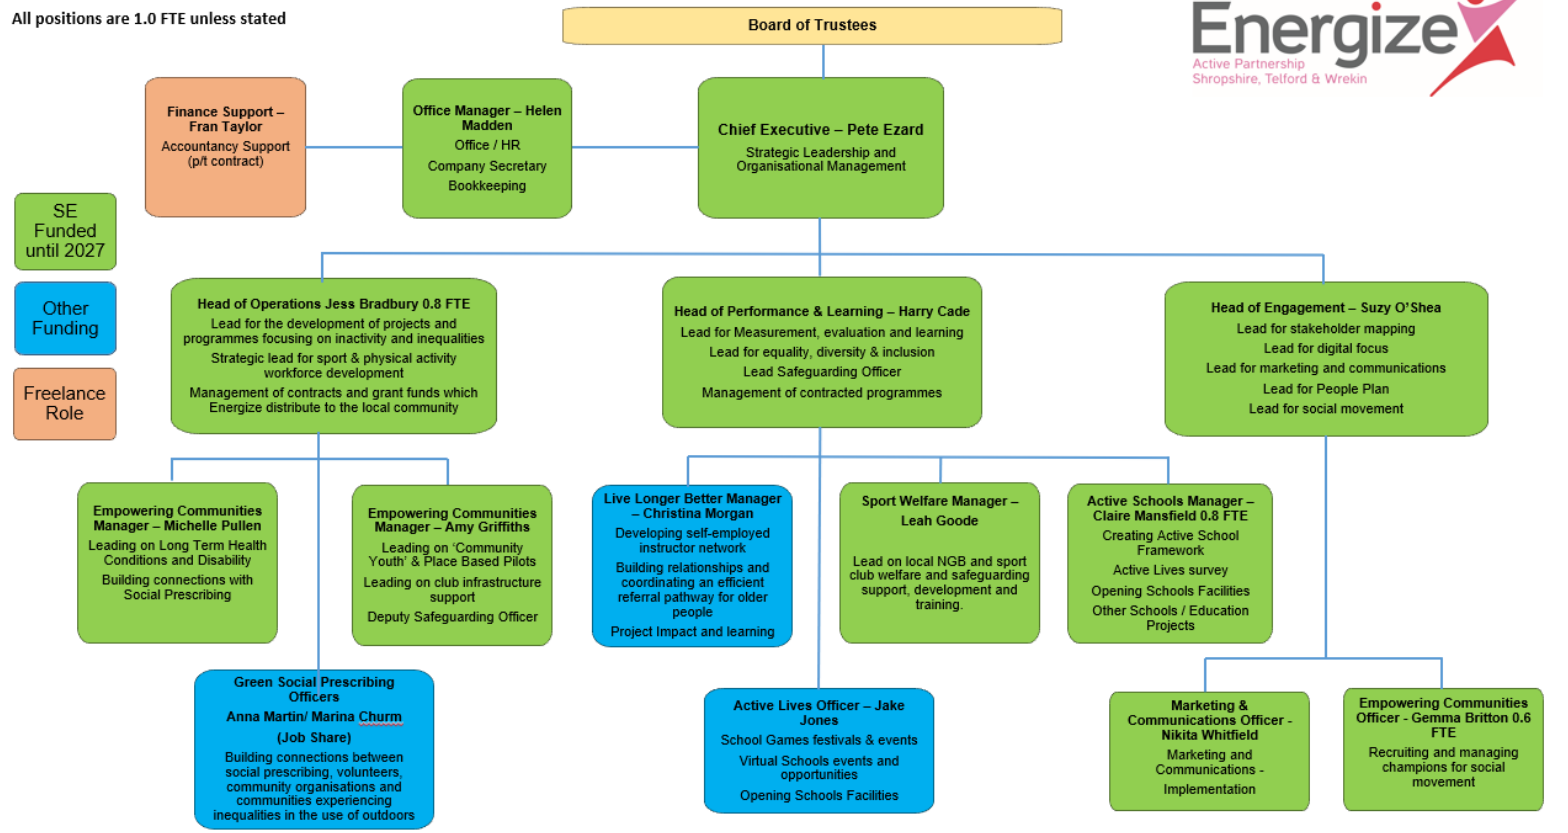 All positions are 1.0 FTE unless stated
Board of Trustees
Energize
Active Partnership
Shropshire, Telford & Wrekin
Finance Support –
Fran Taylor
Accountancy Support
(p/t contract)
Office Manager – Helen
Madden
Office / HR
Company Secretary
Bookkeeping
Chief Executive – Pete Ezard
Strategic Leadership and
Organisational Management
SE
Funded
until 2027
Other
Funding
Freelance
Role
Head of Operations Jess Bradbury 0.8 FTE
Lead for the development of projects and
programmes focusing on inactivity and inequalities
Strategic lead for sport & physical activity
workforce development
Management of contracts and grant funds which
Energize distribute to the local community
Head of Performance & Learning – Harry Cade
Lead for Measurement, evaluation and learning
Lead for equality, diversity & inclusion
Lead Safeguarding Officer
Management of contracted programmes
Head of Engagement – Suzy O’Shea
Lead for stakeholder mapping
Lead for digital focus
Lead for marketing and communications
Lead for People Plan
Lead for social movement
Empowering Communities
Manager – Michelle Pullen
Leading on Long Term Health
Conditions and Disability
Building connections with
Social Prescribing
Empowering Communities
Manager – Amy Griffiths
Leading on ‘Community
Youth’ & Place Based Pilots
Leading on club infrastructure
support
Deputy Safeguarding Officer
Live Longer Better Manager
– Christina Morgan
Developing self-employed
instructor network
Building relationships and
coordinating an efficient
referral pathway for older
people
Project Impact and learning
Sport Welfare Manager –
Leah Goode
Lead on local NGB and sport
club welfare and safeguarding
support, development and
training.
Active Schools Manager –
Claire Mansfield 0.8 FTE
Creating Active School
Framework
Active Lives survey
Opening Schools Facilities
Other Schools / Education
Projects
Green Social Prescribing
Officers
Anna Martin/ Marina Churm
(Job Share)
Building connections between
social prescribing, volunteers,
community organisations and
communities experiencing
inequalities in the use of outdoors
Active Lives Officer – Jake
Jones
School Games festivals & events
Virtual Schools events and
opportunities
Opening Schools Facilities
Marketing &
Communications Officer -
Nikita Whitfield
Marketing and
Communications -
Implementation
Empowering Communities
Officer - Gemma Britton 0.6
FTE
Recruiting and managing
champions for social
movement